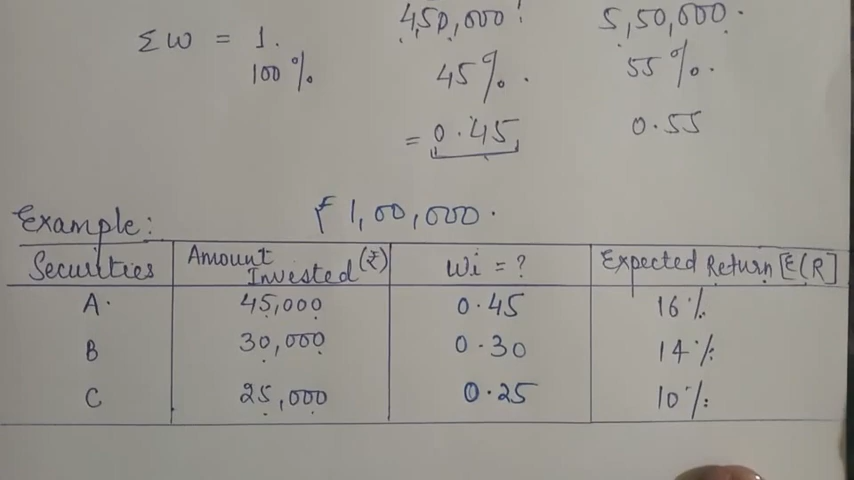 450,000! 5,50,000.
Σw = 1.
100% 45%. 55%.
= 0.45 0.55
Example: ₹ 1,00,000.
Securities Amount Invested (₹) Wi = ? Expected Return [E(R]
A. 45,000 0.45 16%
B 30,000 0.30 14%
C 25,000 0.25 10%